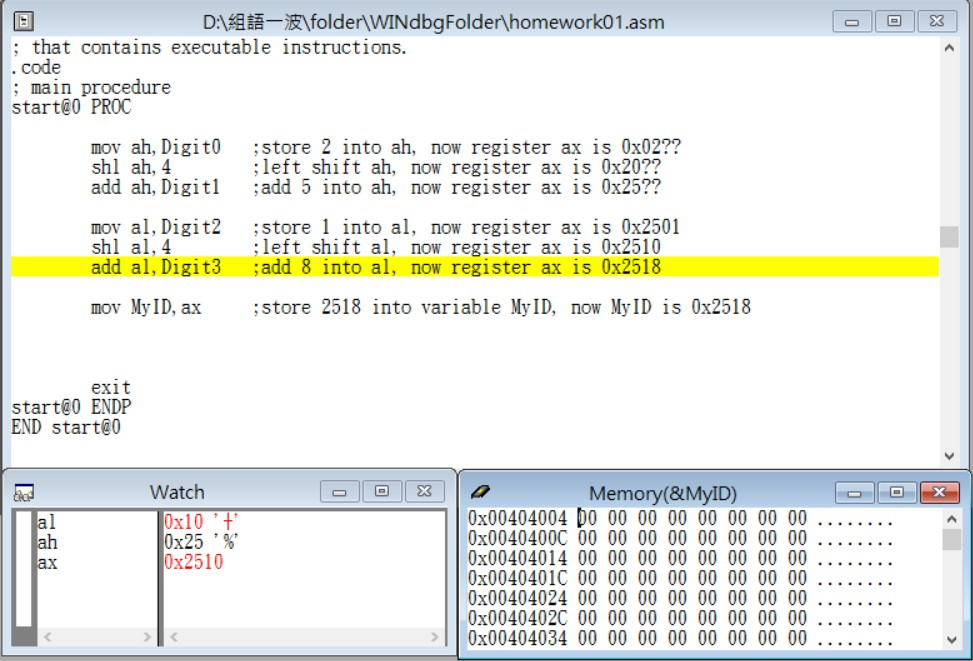 D:\組語一波\folder\WINdbgFolder\homework01.asm
; that contains executable instructions.
.code
; main procedure
start@0 PROC
mov ah,Digit0 ;store 2 into ah, now register ax is 0x02??
shl ah,4 ;left shift ah, now register ax is 0x20??
add ah,Digit1 ;add 5 into ah, now register ax is 0x25??
mov al,Digit2 ;store 1 into al, now register ax is 0x2501
shl al,4 ;left shift al, now register ax is 0x2510
add al,Digit3 ;add 8 into al, now register ax is 0x2518
mov MyID,ax ;store 2518 into variable MyID, now MyID is 0x2518
exit
start@0 ENDP
END start@0
Watch
al 0x10 '┼'
ah 0x25 '%'
ax 0x2510
Memory(&MyID)
0x00404004 00 00 00 00 00 00 00 00 ........
0x0040400C 00 00 00 00 00 00 00 00 ........
0x00404014 00 00 00 00 00 00 00 00 ........
0x0040401C 00 00 00 00 00 00 00 00 ........
0x00404024 00 00 00 00 00 00 00 00 ........
0x0040402C 00 00 00 00 00 00 00 00 ........
0x00404034 00 00 00 00 00 00 00 00 ........